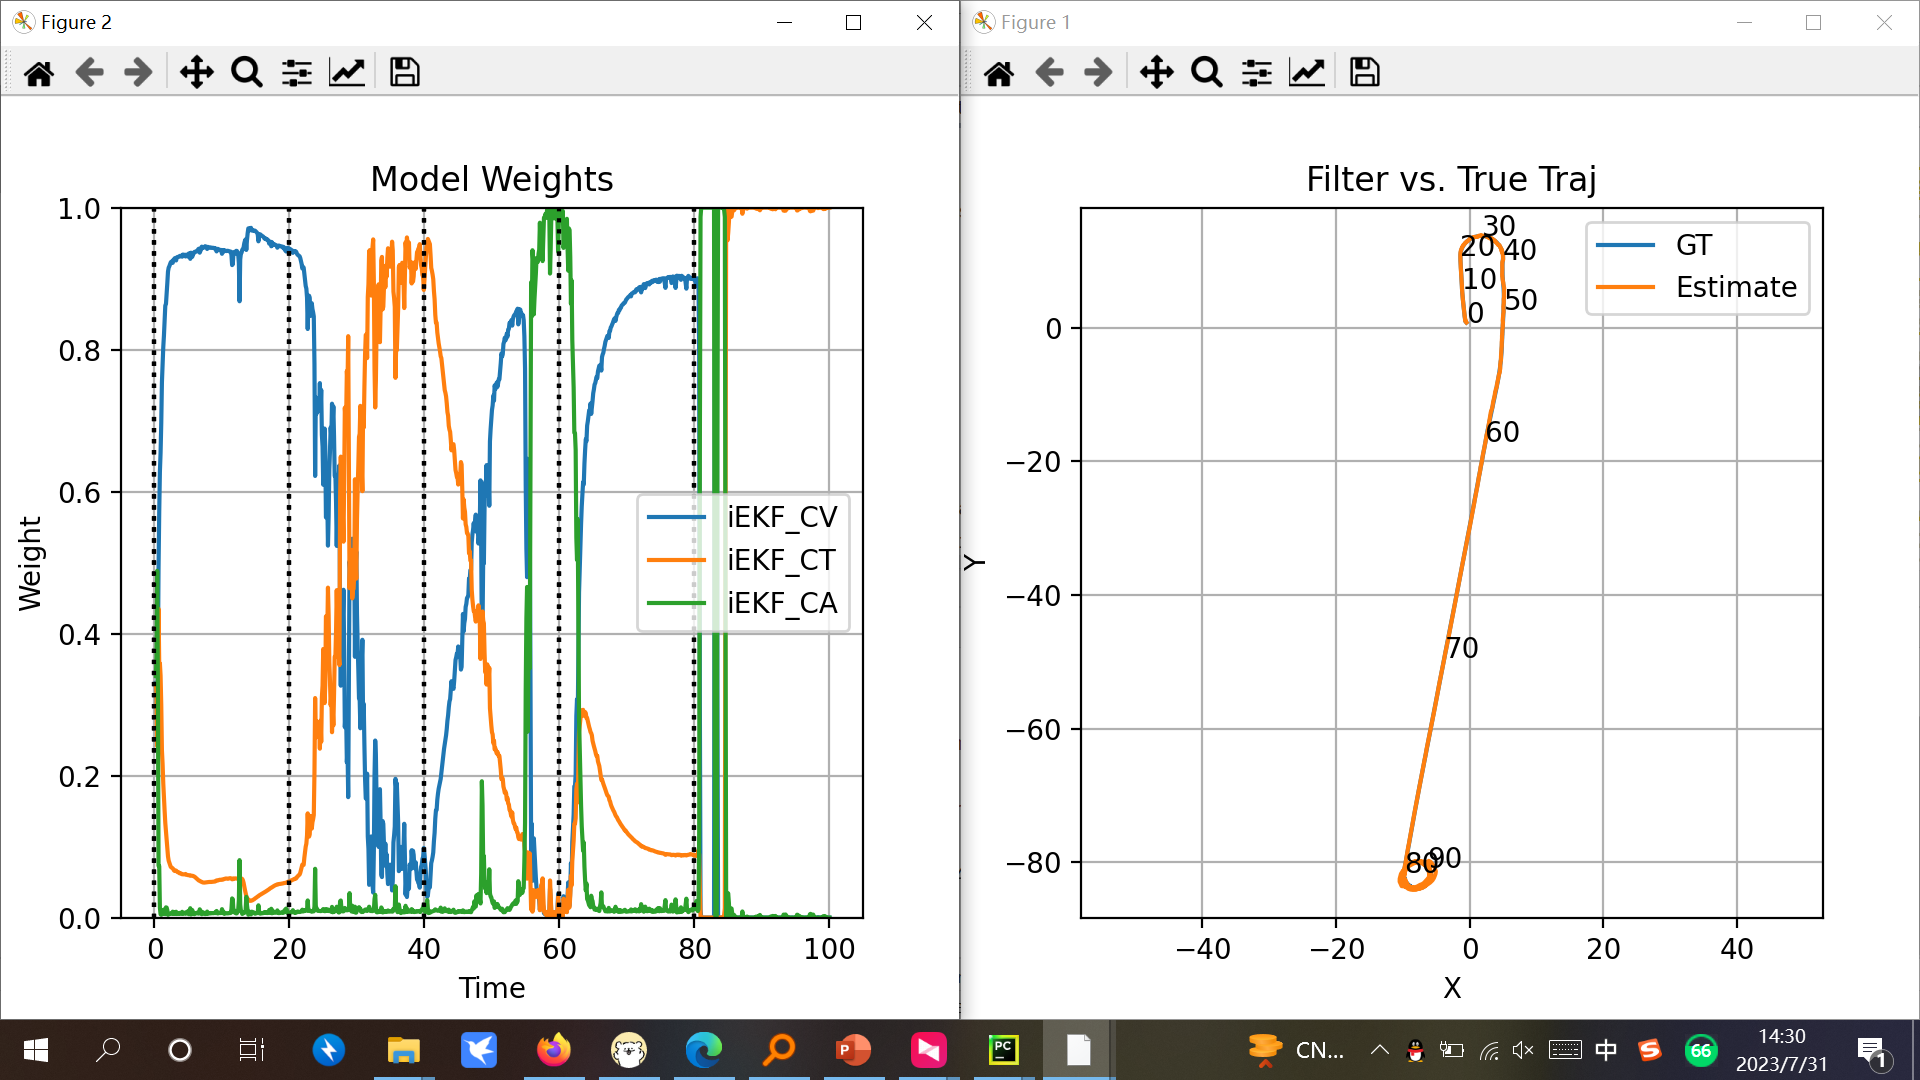 Figure 2
Figure 1
Model Weights
1.0
0.8
0.6
0.4
0.2
0.0
Weight
iEKF_CV
iEKF_CT
iEKF_CA
0
20
40
60
80
100
Time
Filter vs. True Traj
GT
Estimate
0
−20
−40
−60
−80
Y
0
10
20
30
40
50
60
70
80
90
−40
−20
0
20
40
X
P
PC
CN...
中
S
66
14:30
2023/7/31
1